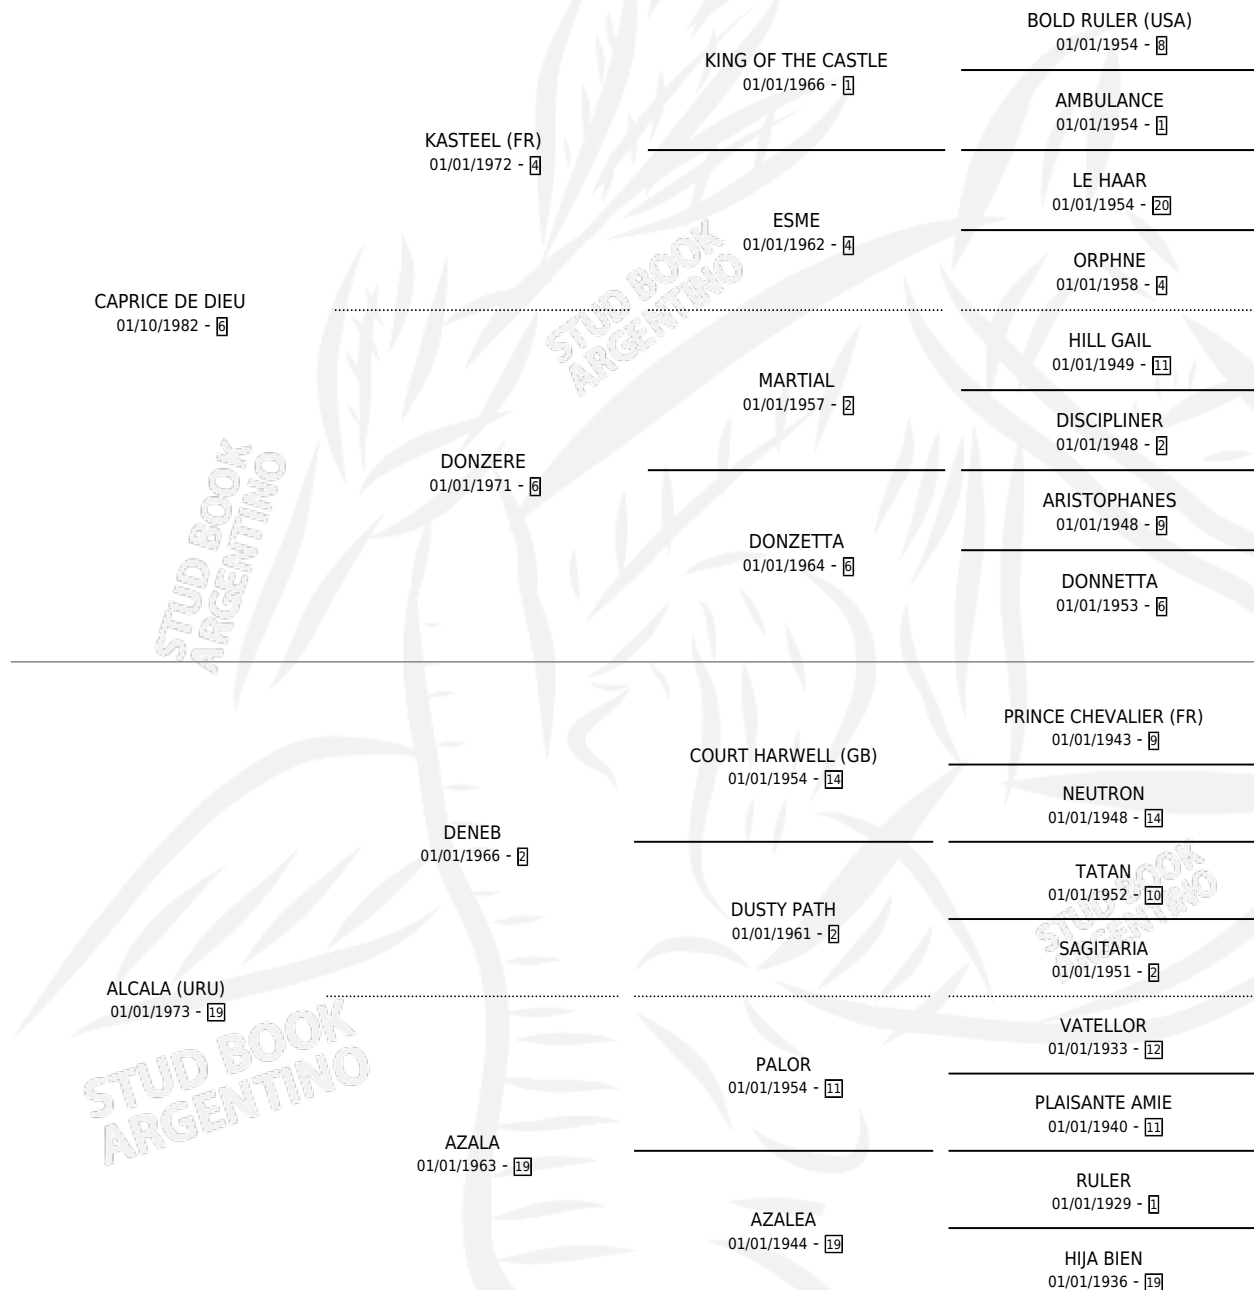 BOLD RULER (USA)
01/01/1954 - 8
KING OF THE CASTLE
01/01/1966 - 1
AMBULANCE
01/01/1954 - 1
KASTEEL (FR)
01/01/1972 - 4
LE HAAR
01/01/1954 - 20
ESME
01/01/1962 - 4
ORPHNE
01/01/1958 - 4
CAPRICE DE DIEU
01/10/1982 - 6
HILL GAIL
01/01/1949 - 11
MARTIAL
01/01/1957 - 2
DISCIPLINER
01/01/1948 - 2
DONZERE
01/01/1971 - 6
ARISTOPHANES
01/01/1948 - 9
DONZETTA
01/01/1964 - 6
DONNETTA
01/01/1953 - 6
PRINCE CHEVALIER (FR)
01/01/1943 - 9
COURT HARWELL (GB)
01/01/1954 - 14
NEUTRON
01/01/1948 - 14
DENEB
01/01/1966 - 2
TATAN
01/01/1952 - 10
DUSTY PATH
01/01/1961 - 2
SAGITARIA
01/01/1951 - 2
ALCALA (URU)
01/01/1973 - 19
VATELLOR
01/01/1933 - 12
PALOR
01/01/1954 - 11
PLAISANTE AMIE
01/01/1940 - 11
AZALA
01/01/1963 - 19
RULER
01/01/1929 - 1
AZALEA
01/01/1944 - 19
HIJA BIEN
01/01/1936 - 19
STUD BOOK
ARGENTINO
STUD BOOK
ARGENTINO
STUD BOOK
ARGENTINO
STUD BOOK
ARGENTINO